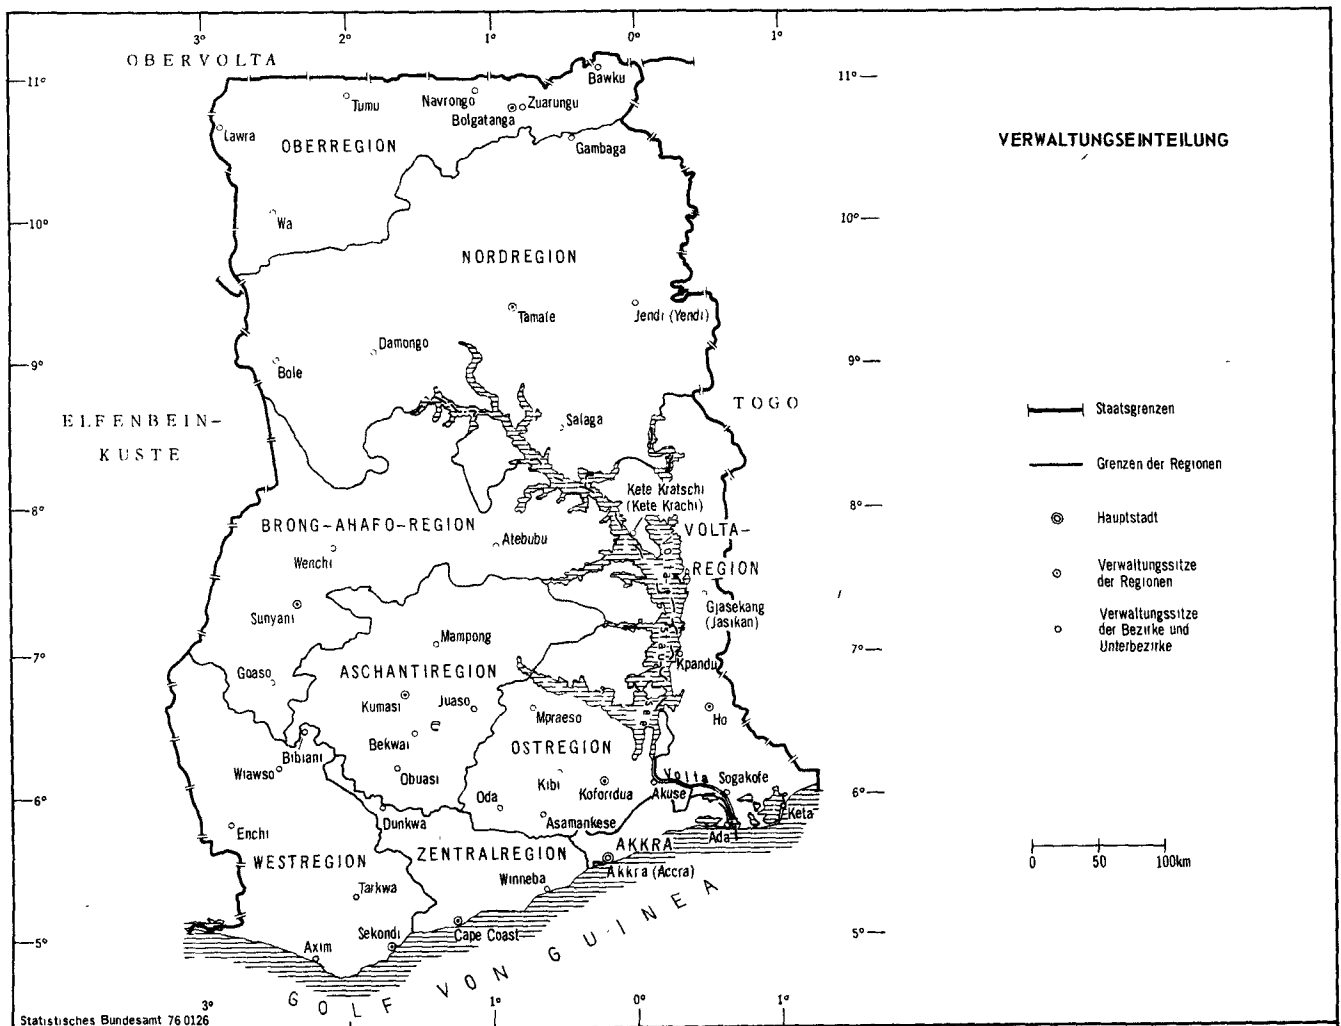 3°
2°
1°
0°
1°
OBERVOLTA
11°
11°
Bawku
Tumu
Navrongo
Zuarungu
Bolgatanga
Lawra
OBERREGION
Gambaga
VERWALTUNGSEINTEILUNG
10°
10°
Wa
NORDREGION
Tamale
Jendi (Yendi)
Damongo
9°
9°
Bole
TOGO
ELFENBEIN-
KUSTE
Salaga
Staatsgrenzen
Grenzen der Regionen
Kete Kratschi
(Kete Krachi)
8°
8°
Hauptstadt
BRONG-AHAFO-REGION
VOLTA-
REGION
Atebubu
Wenchi
Verwaltungssitze
der Regionen
Gjasekang
(Jasikan)
Sunyani
Verwaltungssitze
der Bezirke und
Unterbezirke
Mampong
7°
7°
Volta-Stau-see
Kpandu
Goaso
ASCHANTIREGION
Kumasi
Juaso
Mpraeso
Ho
Bekwai
OSTREGION
Bibiani
Wiawso
Obuasi
Kibi
Koforidua
Volta
Sogakofe
Akuse
6°
6°
Oda
Asamankese
Dunkwa
Keta
Ada
Enchi
WESTREGION
ZENTRALREGION
AKKRA
Akkra (Accra)
0 50 100km
Winneba
Tarkwa
Sekondi
Cape Coast
5°
5°
Axim
GOLF VON GUINEA
3°
1°
0°
1°
Statistisches Bundesamt 76 0126